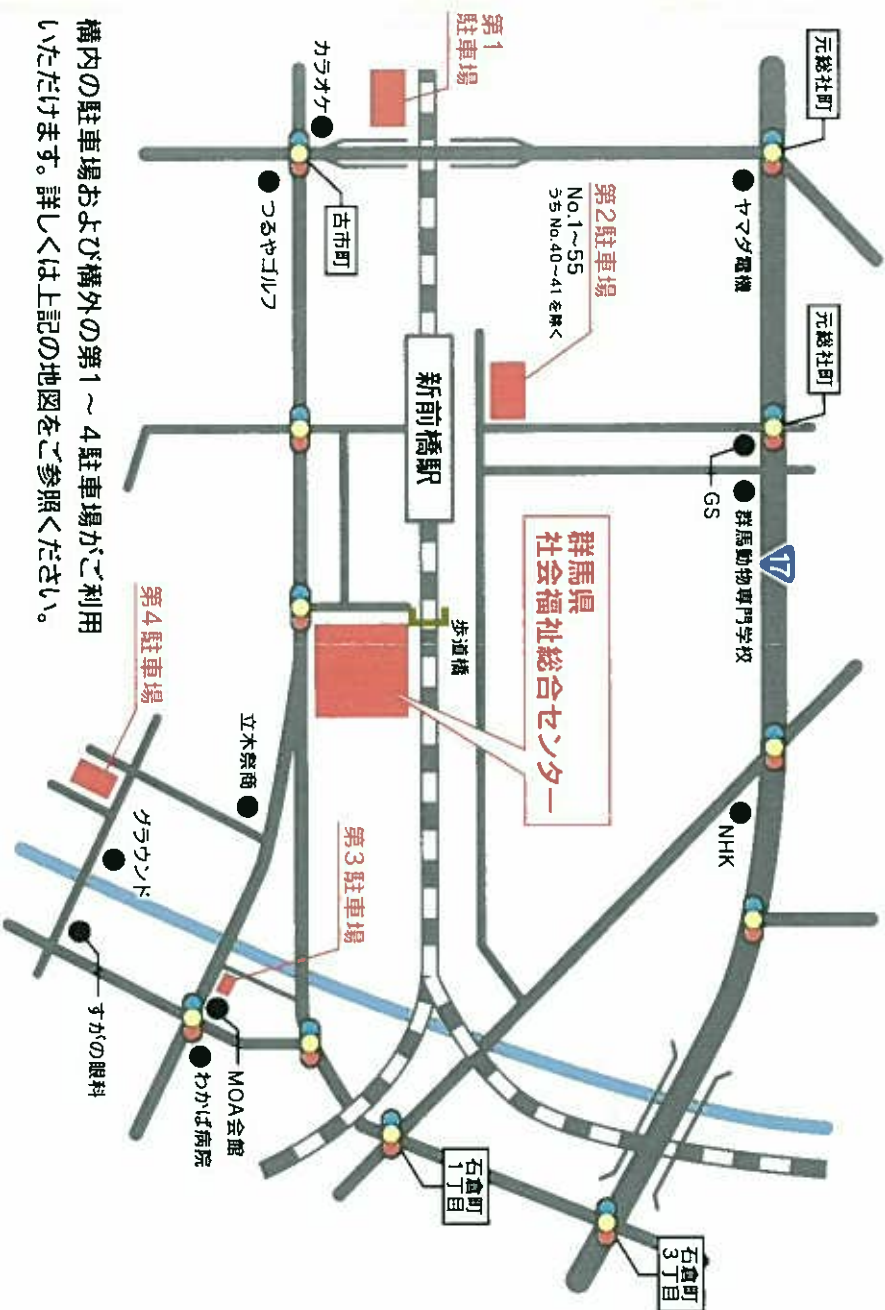 元総社町
ヤマダ電機
元総社町
GS
群馬動物専門学校
17
NHK
石倉町
3丁目
石倉町
1丁目
第1
駐車場
第2駐車場
No.1~55
うち No.40~41 を除く
新前橋駅
群馬県
社会福祉総合センター
歩道橋
カラオケ
古市町
つるやゴルフ
第3駐車場
立木祭商
第4駐車場
グラウンド
MOA会館
わかば病院
すがの眼科
構内の駐車場および構外の第1~4駐車場がご利用
いただけます。詳しくは上記の地図をご参照ください。